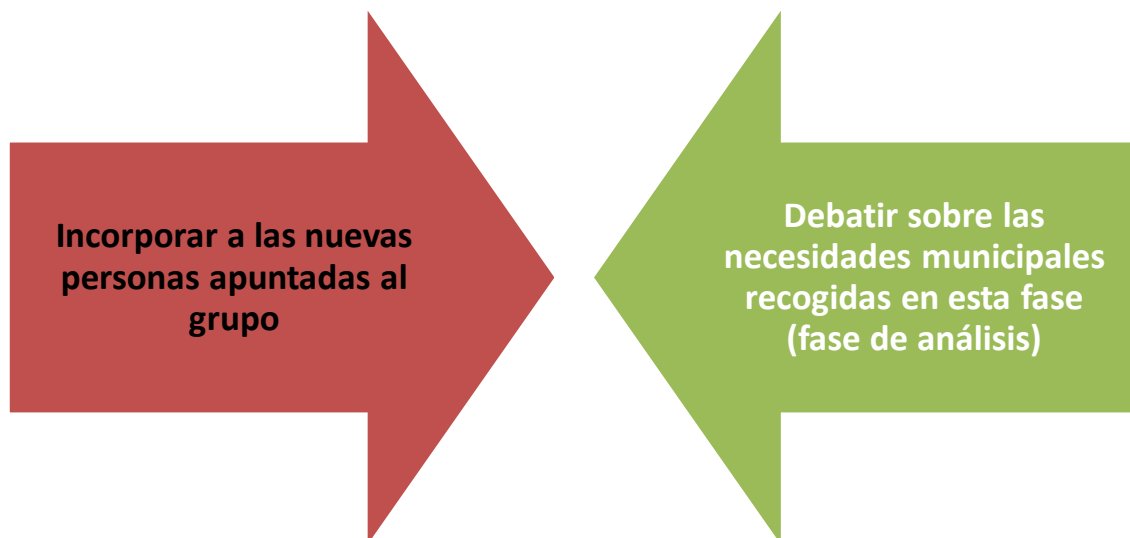 Incorporar a las nuevas
personas apuntadas al
grupo
Debatir sobre las
necesidades municipales
recogidas en esta fase
(fase de análisis)